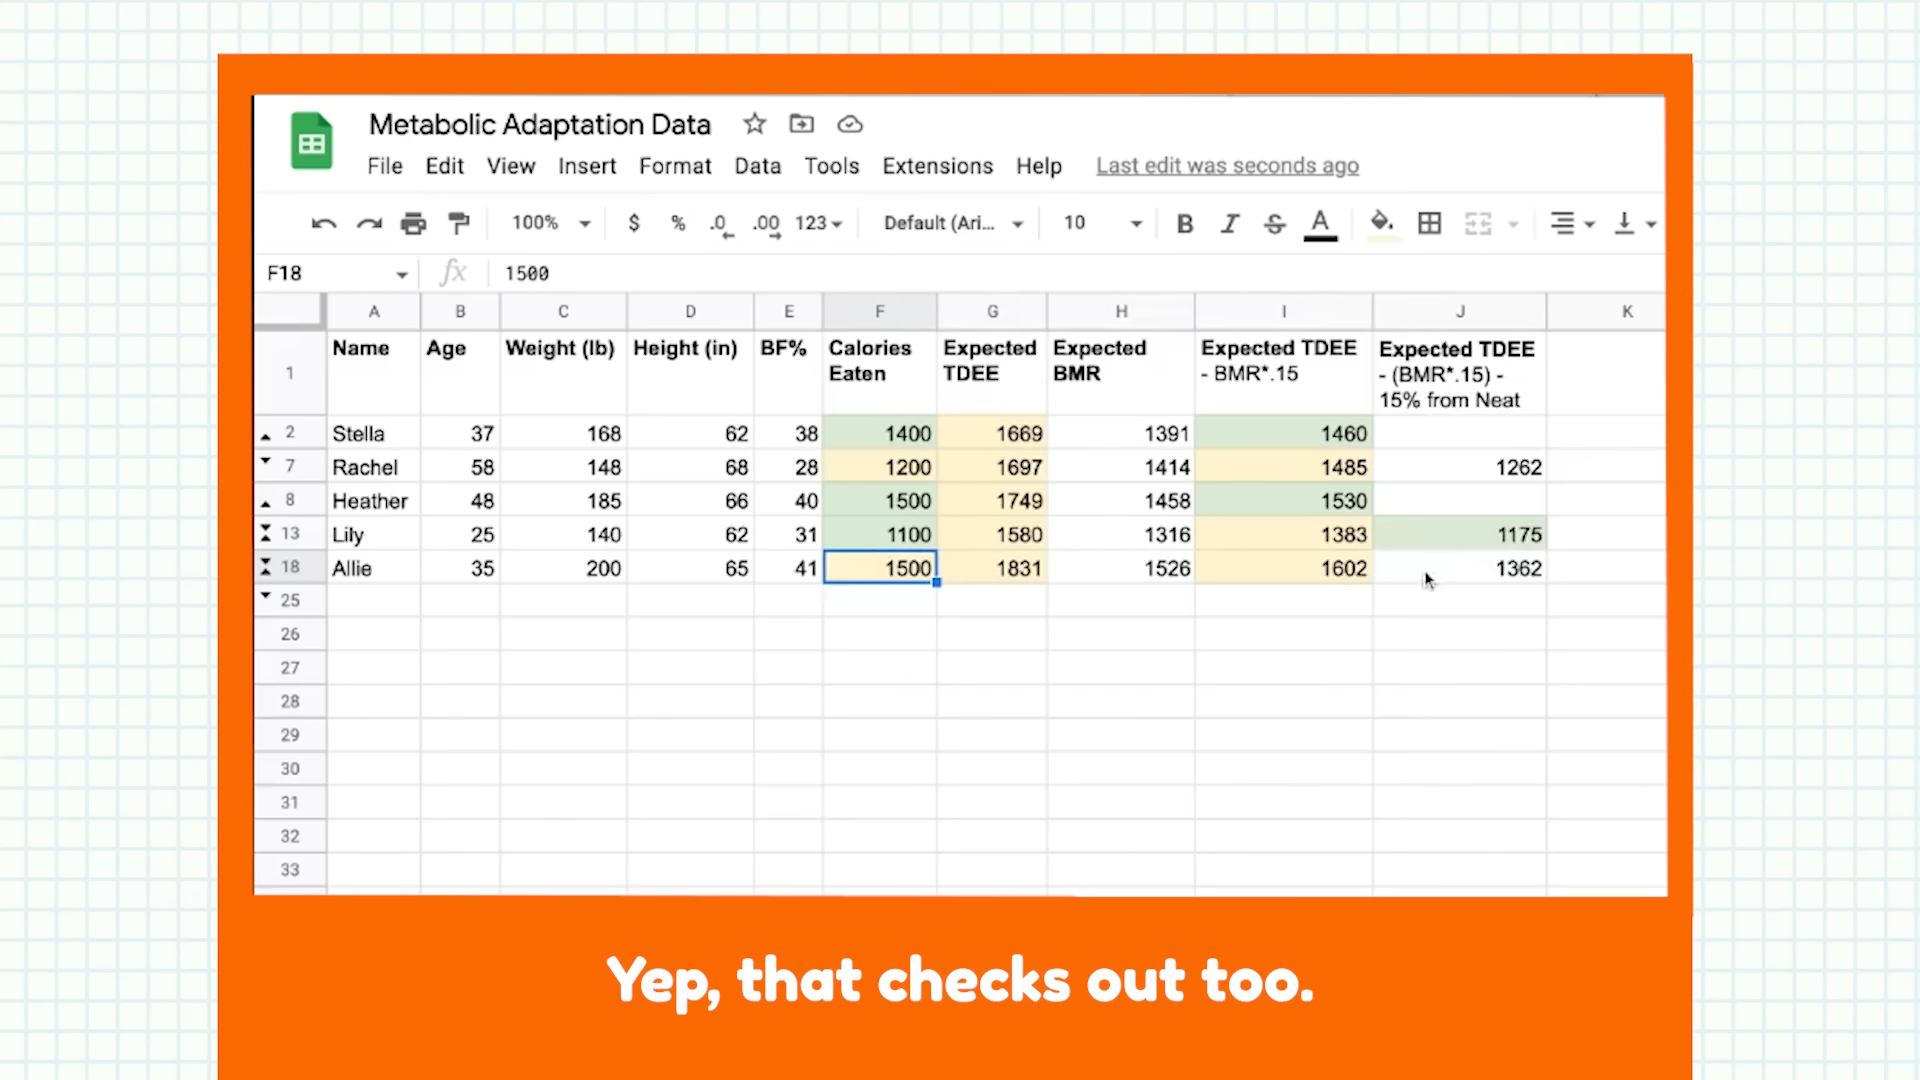 Metabolic Adaptation Data
File Edit View Insert Format Data Tools Extensions Help Last edit was seconds ago
100% $ % .0 .00 123 Default (Ari... 10 B I S A
F18 fx 1500
A B C D E F G H I J K
1 Name Age Weight (lb) Height (in) BF% Calories Eaten Expected TDEE Expected BMR Expected TDEE - BMR*.15 Expected TDEE - (BMR*.15) - 15% from Neat
2 Stella 37 168 62 38 1400 1669 1391 1460
7 Rachel 58 148 68 28 1200 1697 1414 1485 1262
8 Heather 48 185 66 40 1500 1749 1458 1530
13 Lily 25 140 62 31 1100 1580 1316 1383 1175
18 Allie 35 200 65 41 1500 1831 1526 1602 1362
25
26
27
28
29
30
31
32
33
Yep, that checks out too.